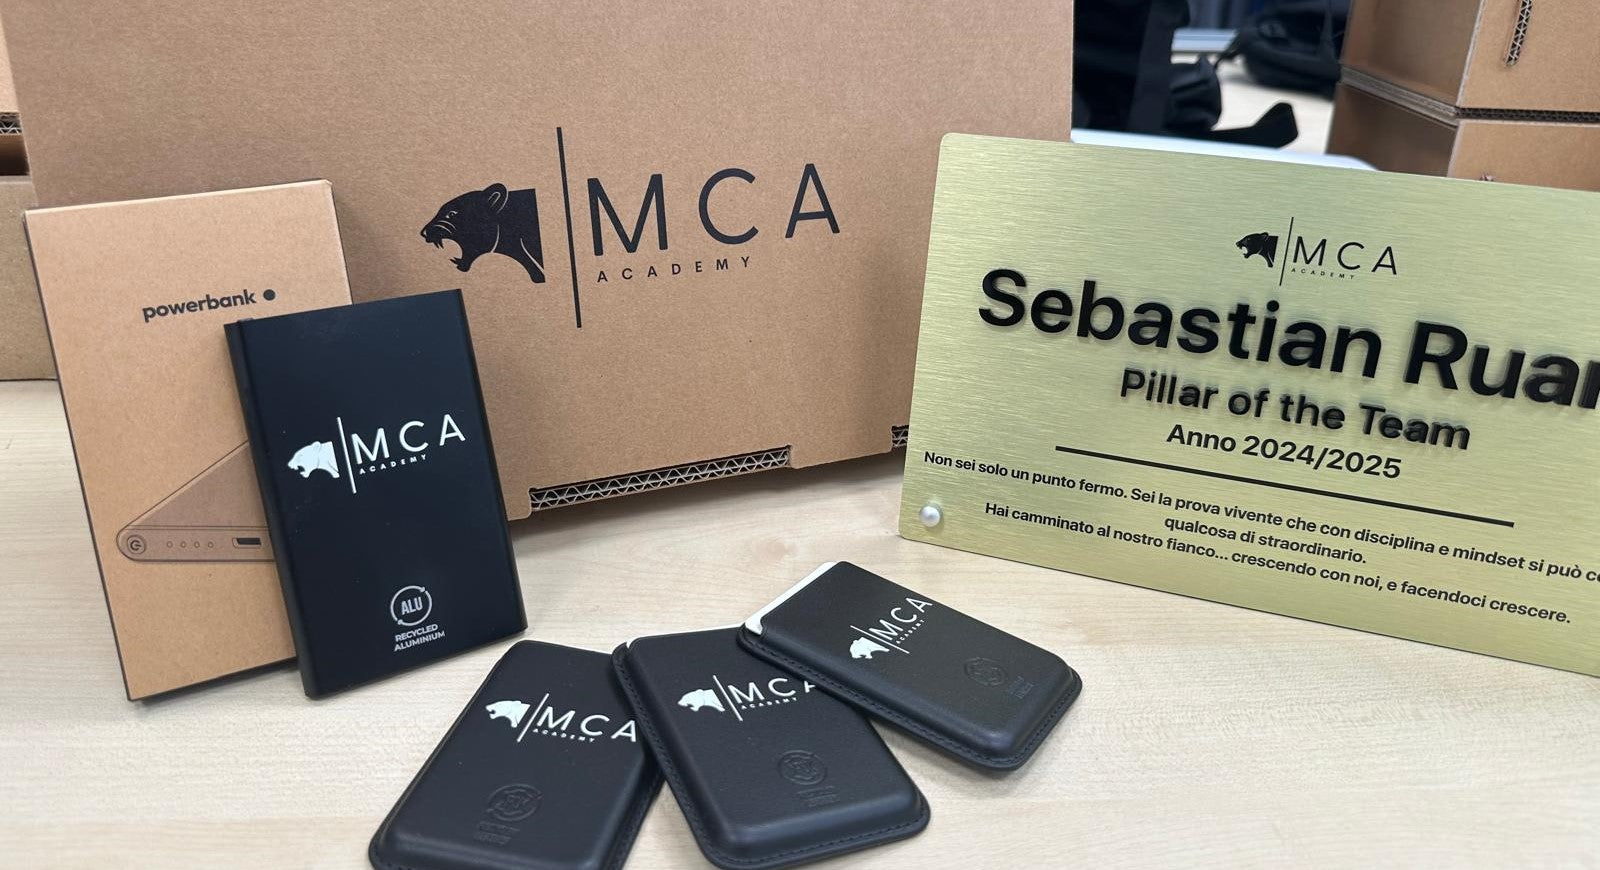 MCA
ACADEMY
powerbank
MCA
ACADEMY
ALU
RECYCLED
ALUMINIUM
MCA
ACADEMY
MCA
ACADEMY
MCA
ACADEMY
MCA
ACADEMY
Sebastian Ruar
Pillar of the Team
Anno 2024/2025
Non sei solo un punto fermo. Sei la prova vivente che con disciplina e mindset si può
qualcosa di straordinario.
Hai camminato al nostro fianco... crescendo con noi, e facendoci crescere.